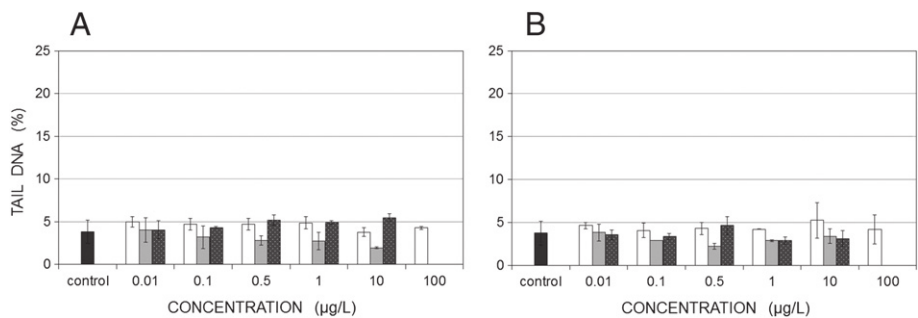 A
B
25
20
15
10
5
0
TAIL DNA (%)
control 0.01 0.1 0.5 1 10 100
CONCENTRATION (µg/L)
25
20
15
10
5
0
control 0.01 0.1 0.5 1 10 100
CONCENTRATION (µg/L)